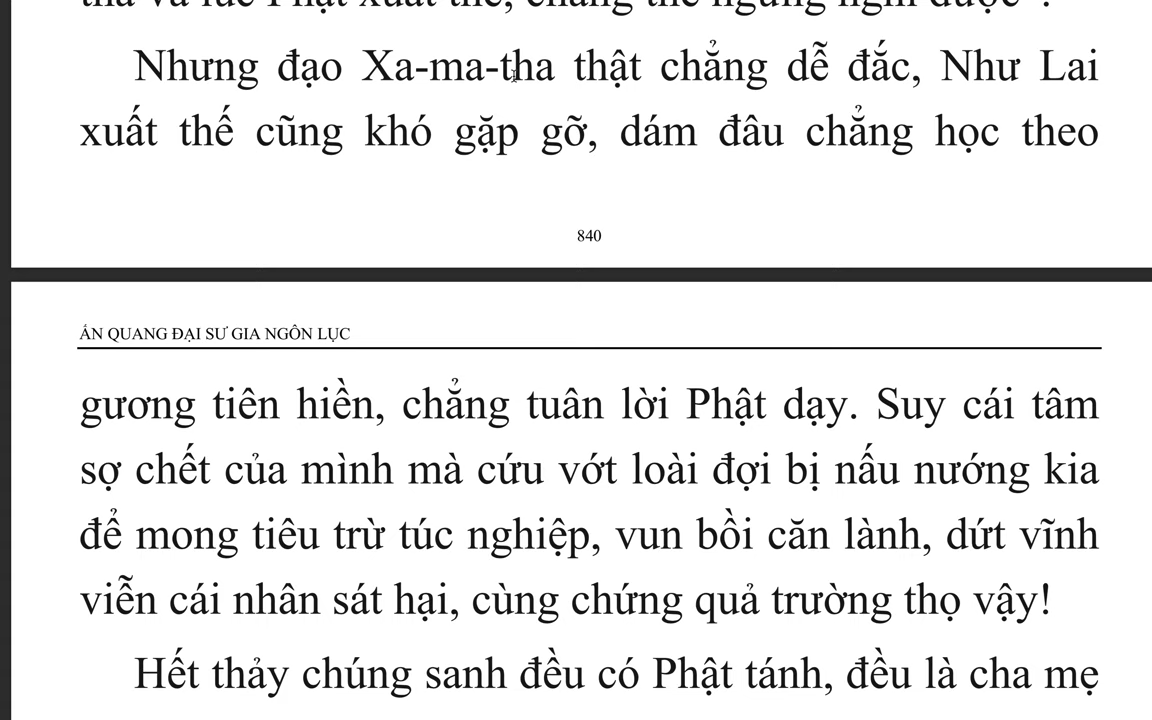 Nhưng đạo Xa-ma-tha thật chẳng dễ đắc, Như Lai
xuất thế cũng khó gặp gỡ, dám đâu chẳng học theo
840
ẤN QUANG ĐẠI SƯ GIA NGÔN LỤC
gương tiên hiền, chẳng tuân lời Phật dạy. Suy cái tâm
sợ chết của mình mà cứu vớt loài đợi bị nấu nướng kia
để mong tiêu trừ túc nghiệp, vun bồi căn lành, dứt vĩnh
viễn cái nhân sát hại, cùng chứng quả trường thọ vậy!
Hết thảy chúng sanh đều có Phật tánh, đều là cha mẹ